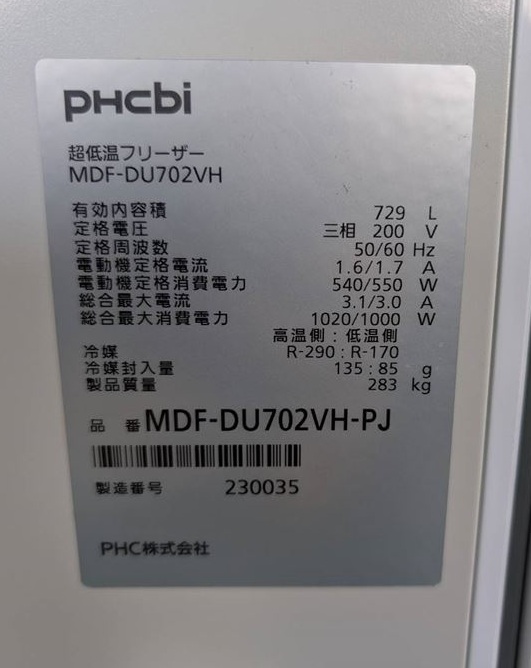 PHCbi
超低温フリーザー
MDF-DU702VH
有効内容積 729 L
定格電圧 三相 200 V
定格周波数 50/60 Hz
電動機定格電流 1.6/1.7 A
電動機定格消費電力 540/550 W
総合最大電流 3.1/3.0 A
総合最大消費電力 1020/1000 W
高温側:低温側
冷媒 R-290:R-170
冷媒封入量 135:85 g
製品質量 283 kg
品番 MDF-DU702VH-PJ
製造番号 230035
PHC株式会社